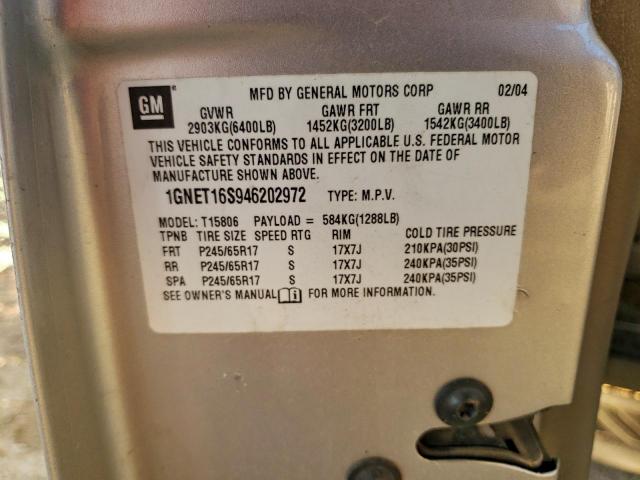 GM
MFD BY GENERAL MOTORS CORP 02/04
GVWR GAWR FRT GAWR RR
2903KG(6400LB) 1452KG(3200LB) 1542KG(3400LB)
THIS VEHICLE CONFORMS TO ALL APPLICABLE U.S. FEDERAL MOTOR
VEHICLE SAFETY STANDARDS IN EFFECT ON THE DATE OF
MANUFACTURE SHOWN ABOVE.
1GNET16S946202972 TYPE: M.P.V.
MODEL: T15806 PAYLOAD = 584KG(1288LB)
TPNB TIRE SIZE SPEED RTG RIM COLD TIRE PRESSURE
FRT P245/65R17 S 17X7J 210KPA(30PSI)
RR P245/65R17 S 17X7J 240KPA(35PSI)
SPA P245/65R17 S 17X7J 240KPA(35PSI)
SEE OWNER'S MANUAL FOR MORE INFORMATION.